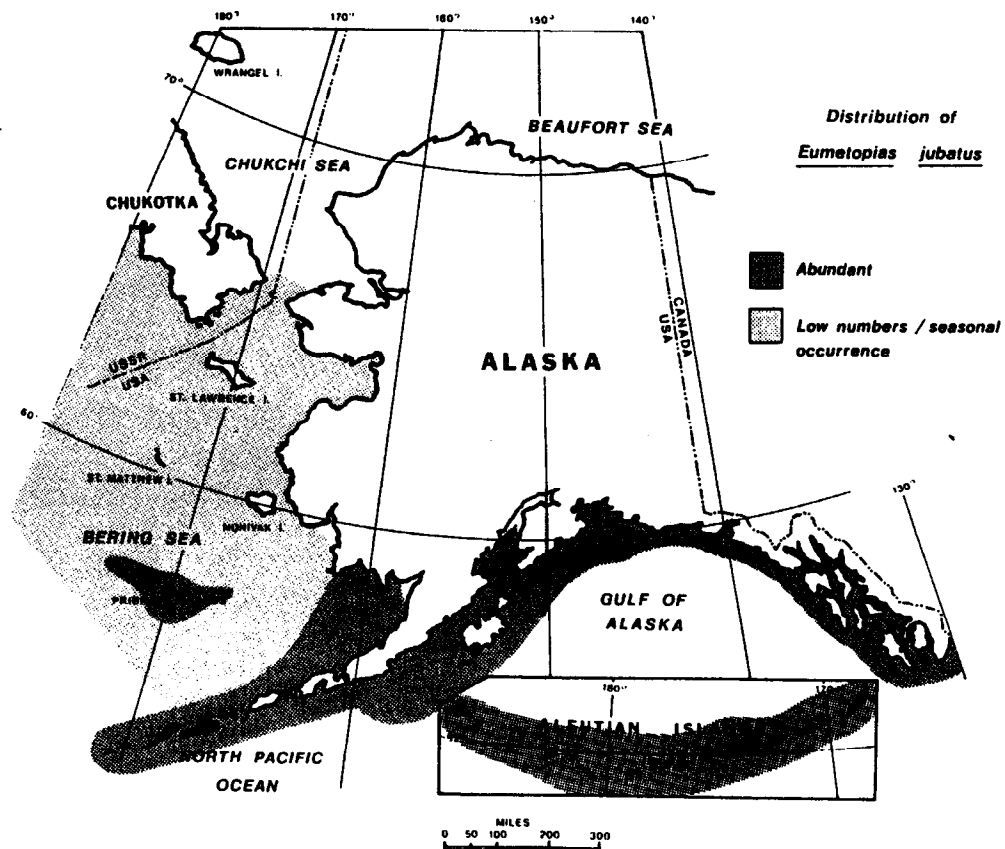 180° 170° 160° 150° 140°
WRANGEL I.
70°
BEAUFORT SEA
CHUKCHI SEA
CHUKOTKA
Distribution of
Eumetopias jubatus
Abundant
Low numbers / seasonal
occurrence
CANADA
USA
ALASKA
USSR
USA
ST. LAWRENCE I.
60°
ST. MATTHEW I.
NUNIVAK I.
130°
BERING SEA
GULF OF
ALASKA
180° 170°
ALEUTIAN
NORTH PACIFIC
OCEAN
MILES
0 50 100 200 300